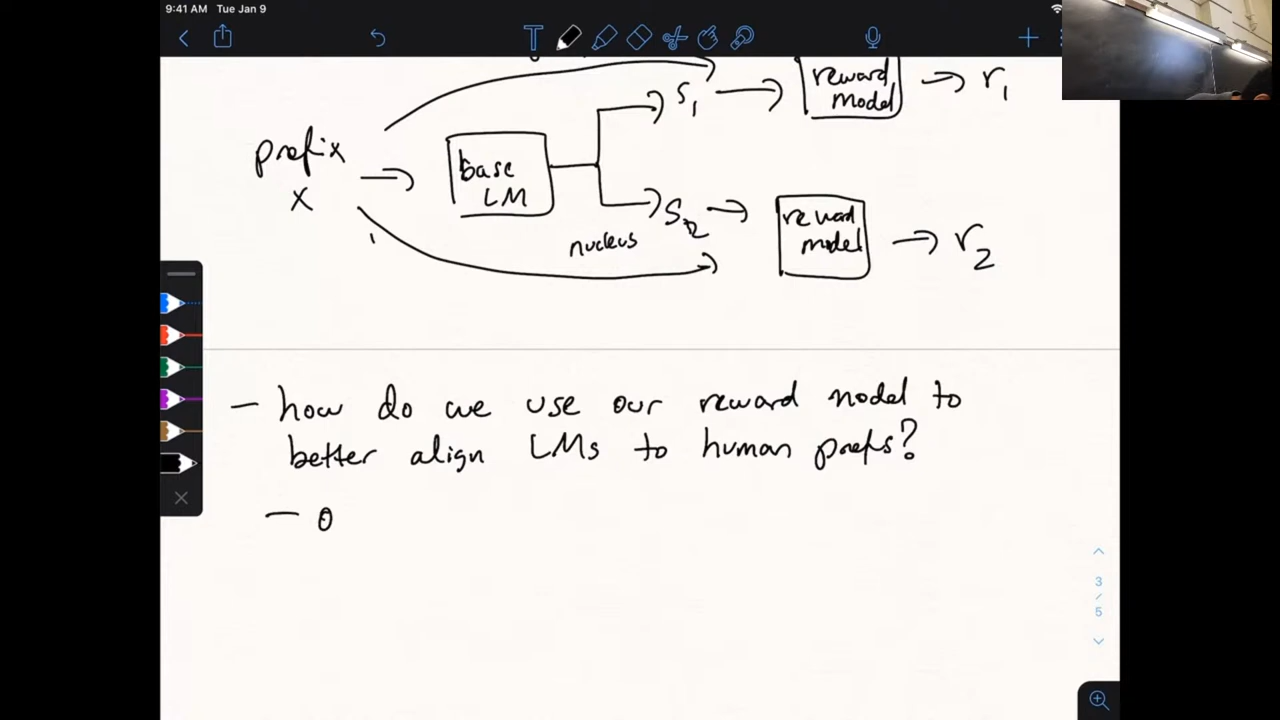 9:41 AM Tue Jan 9
reward
model
r1
s1
prefix
x
base
LM
nucleus
s2
reward
model
r2
— how do we use our reward model to
better align LMs to human prefs?
— o
3
/
5